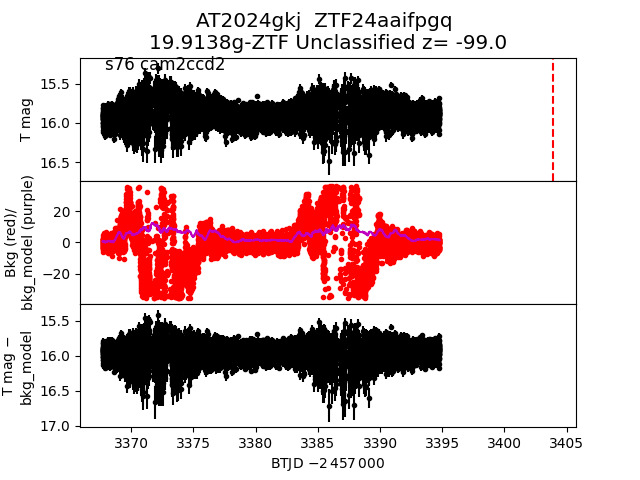 AT2024gkj  ZTF24aaifpgq
19.9138g-ZTF Unclassified z= -99.0
s76 cam2ccd2
T mag
15.5
16.0
16.5
Bkg (red)/
bkg_model (purple)
20
0
−20
T mag −
bkg_model
15.5
16.0
16.5
17.0
3370 3375 3380 3385 3390 3395 3400 3405
BTJD −2 457 000